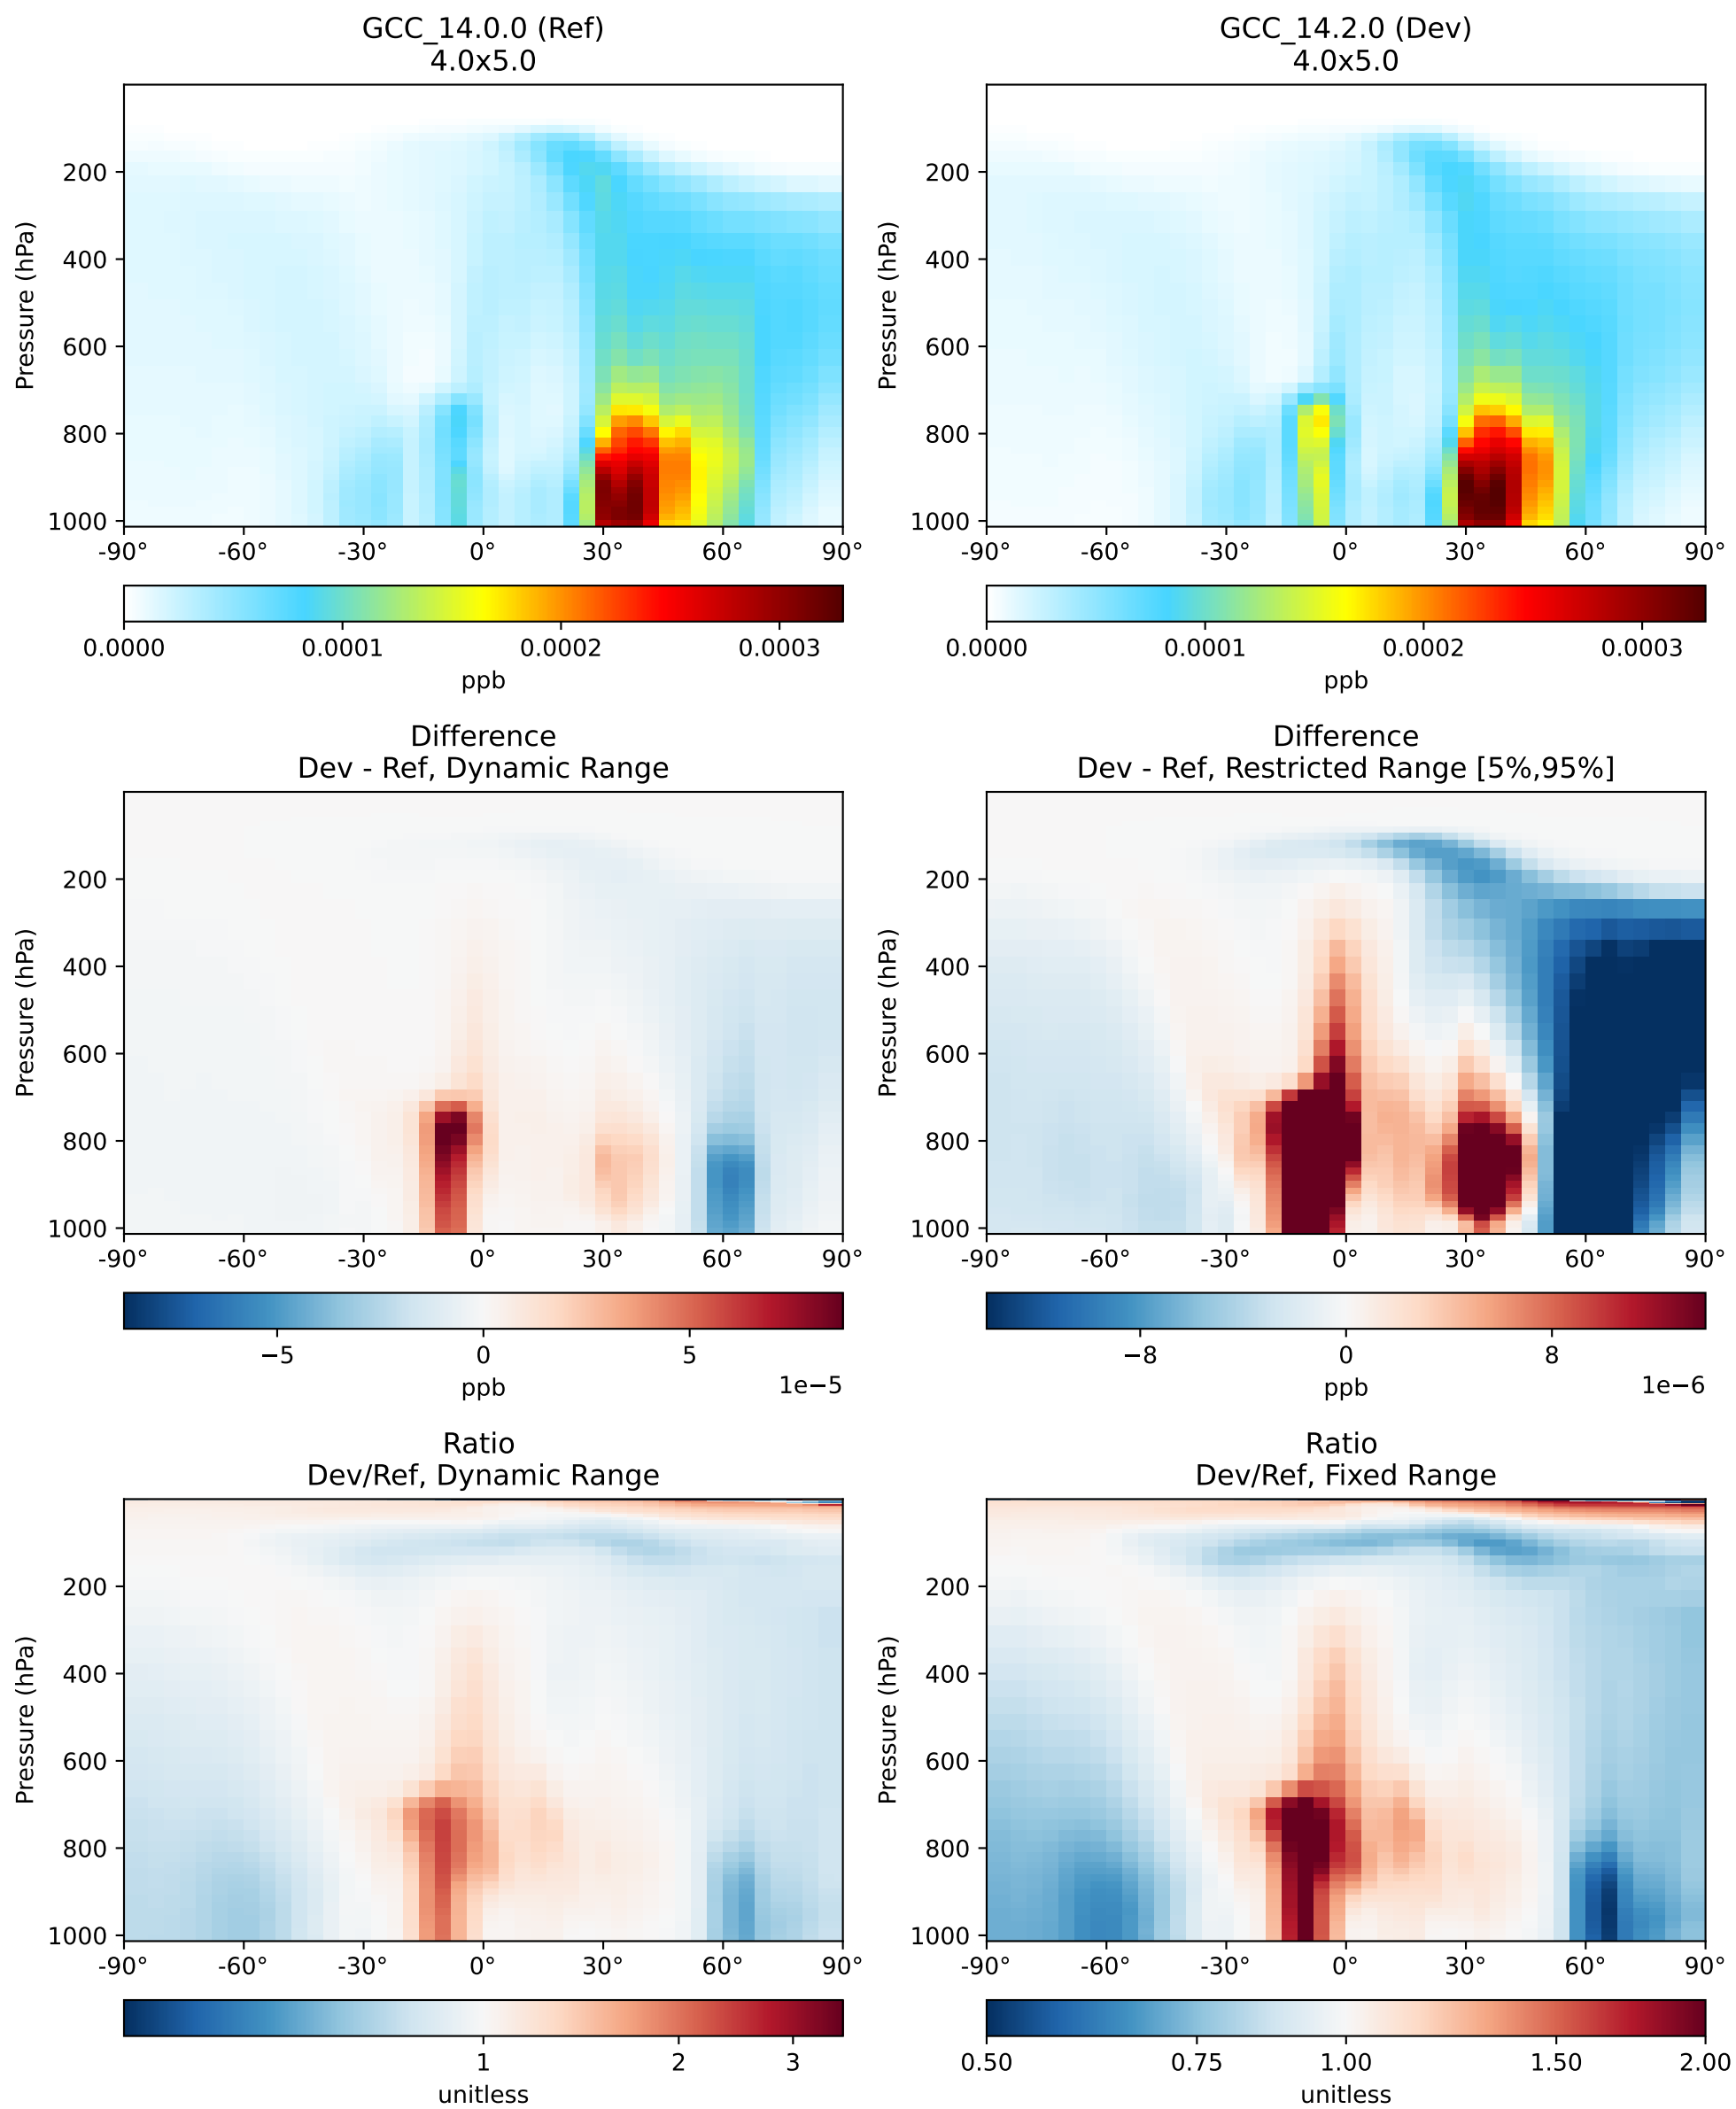 GCC_14.0.0 (Ref)
4.0x5.0
Pressure (hPa)
200
400
600
800
1000
-90° -60° -30° 0° 30° 60° 90°
0.0000 0.0001 0.0002 0.0003
ppb
GCC_14.2.0 (Dev)
4.0x5.0
Pressure (hPa)
200
400
600
800
1000
-90° -60° -30° 0° 30° 60° 90°
0.0000 0.0001 0.0002 0.0003
ppb
Difference
Dev - Ref, Dynamic Range
Pressure (hPa)
200
400
600
800
1000
-90° -60° -30° 0° 30° 60° 90°
−5 0 5
ppb 1e−5
Difference
Dev - Ref, Restricted Range [5%,95%]
Pressure (hPa)
200
400
600
800
1000
-90° -60° -30° 0° 30° 60° 90°
−8 0 8
ppb 1e−6
Ratio
Dev/Ref, Dynamic Range
Pressure (hPa)
200
400
600
800
1000
-90° -60° -30° 0° 30° 60° 90°
1 2 3
unitless
Ratio
Dev/Ref, Fixed Range
Pressure (hPa)
200
400
600
800
1000
-90° -60° -30° 0° 30° 60° 90°
0.50 0.75 1.00 1.50 2.00
unitless